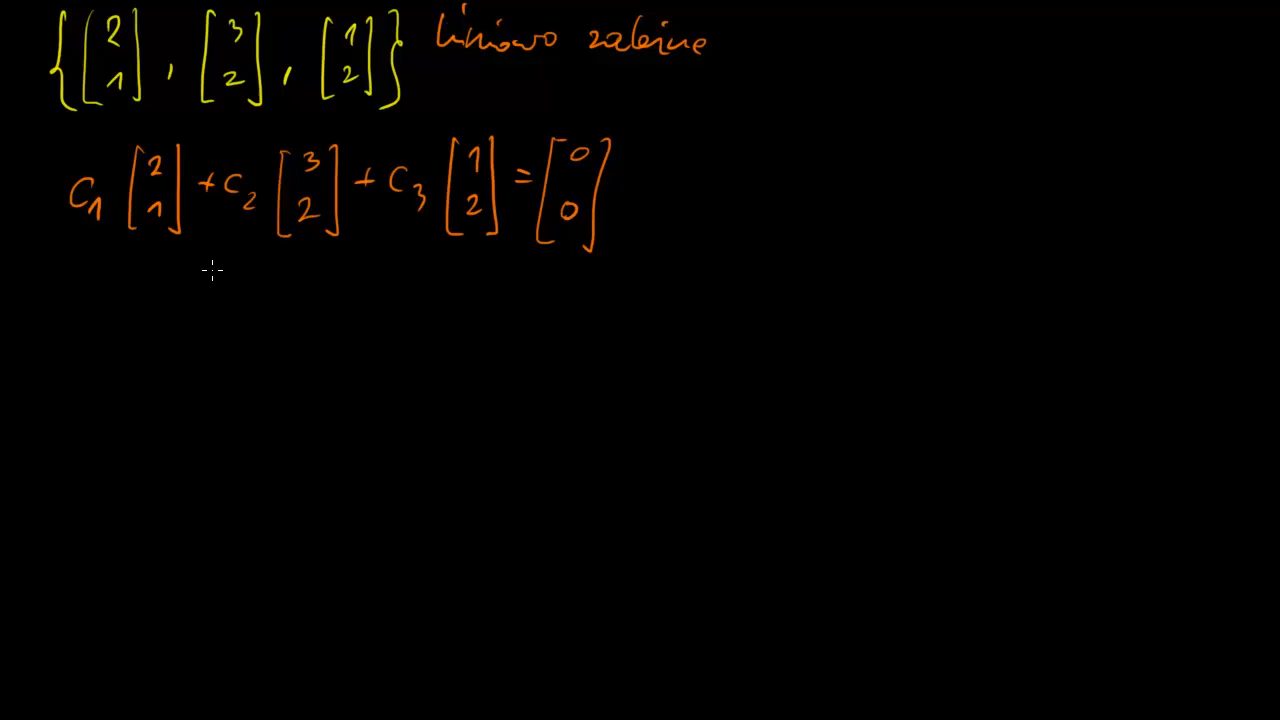 {[2 1], [3 2], [1 2]} liniowo zależne
C₁ [2 1] + C₂ [3 2] + C₃ [1 2] = [0 0]